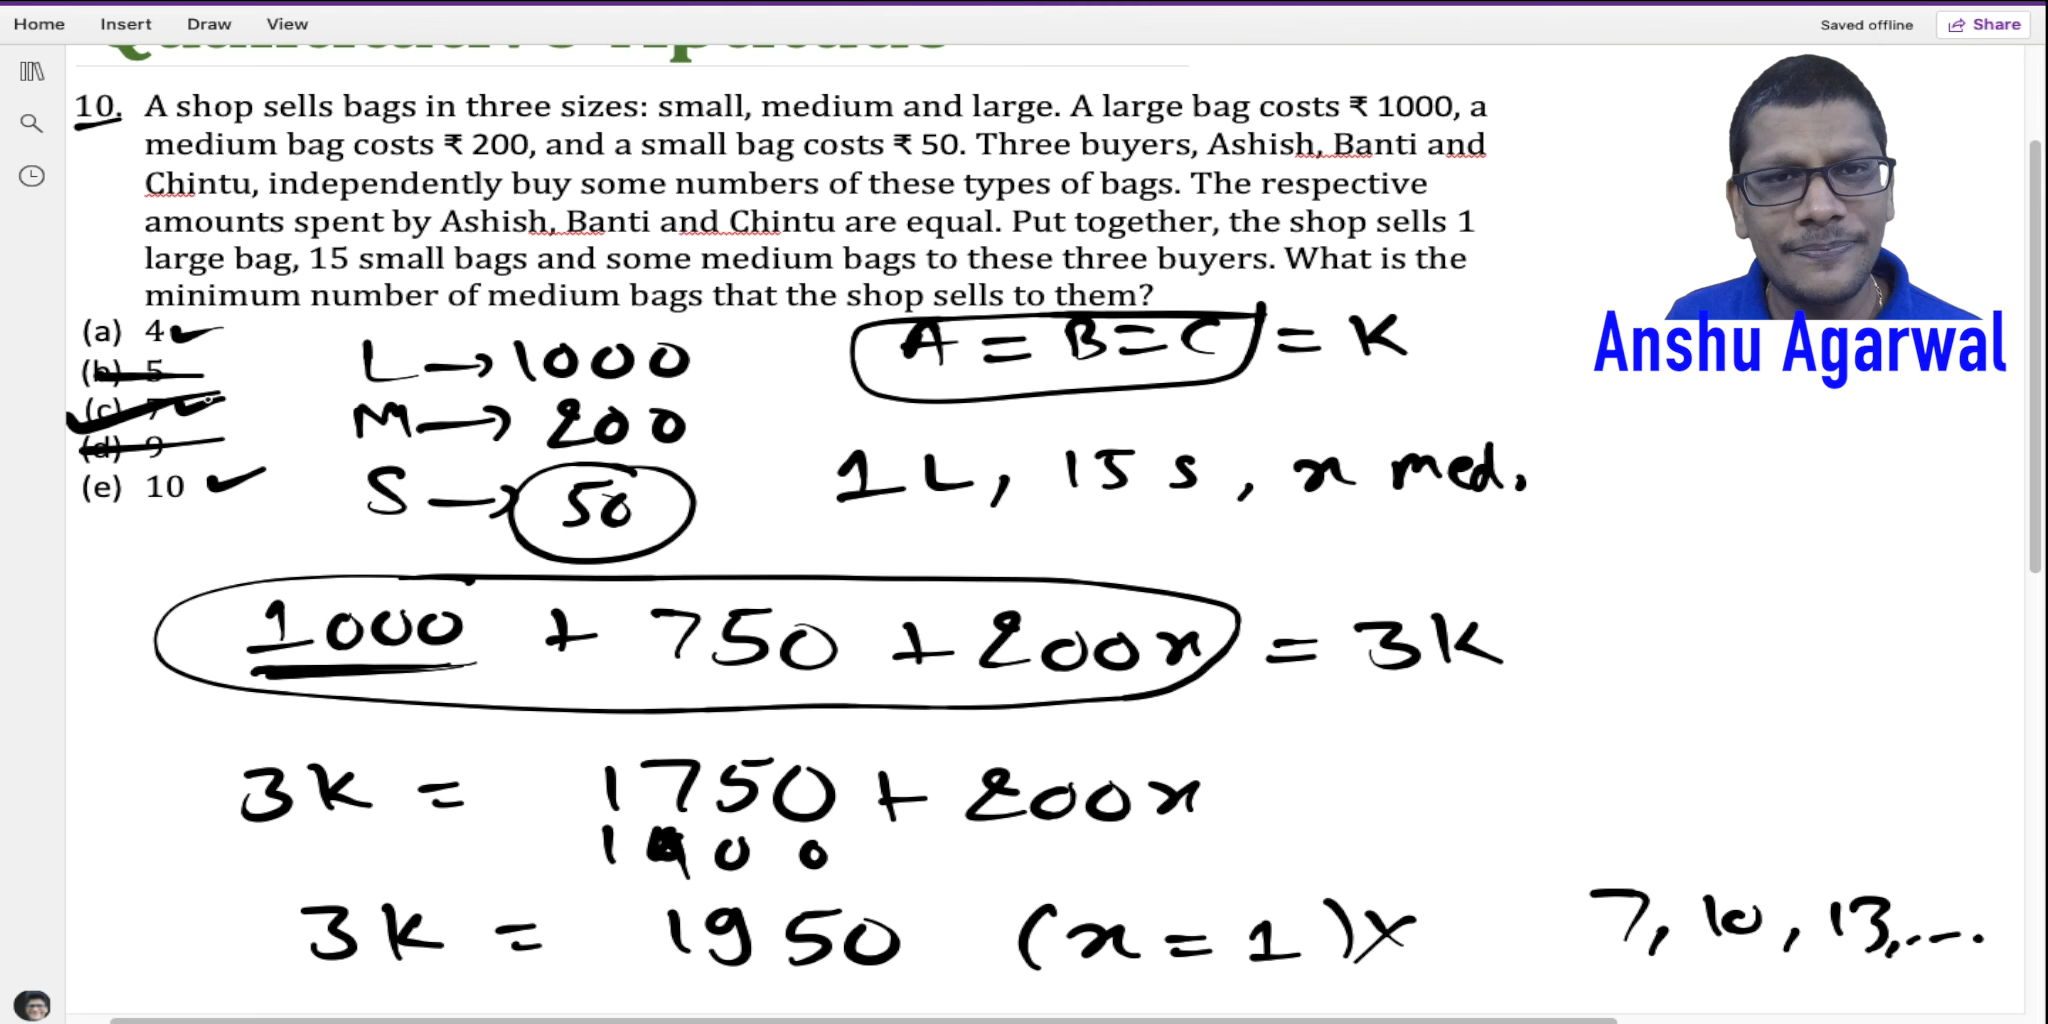 Home Insert Draw View Saved offline Share
Quantitative Aptitude
10. A shop sells bags in three sizes: small, medium and large. A large bag costs ₹ 1000, a
medium bag costs ₹ 200, and a small bag costs ₹ 50. Three buyers, Ashish, Banti and
Chintu, independently buy some numbers of these types of bags. The respective
amounts spent by Ashish, Banti and Chintu are equal. Put together, the shop sells 1
large bag, 15 small bags and some medium bags to these three buyers. What is the
minimum number of medium bags that the shop sells to them?
(a) 4
(b) 5
(c) 7
(d) 9
(e) 10
L → 1000
M → 200
S → 50
A = B = C = K
1 L, 15 s, x med.
Anshu Agarwal
1000 + 750 + 200x = 3K
3K = 1750 + 200x
3K = 1950 (x = 1) X
7, 10, 13, ....